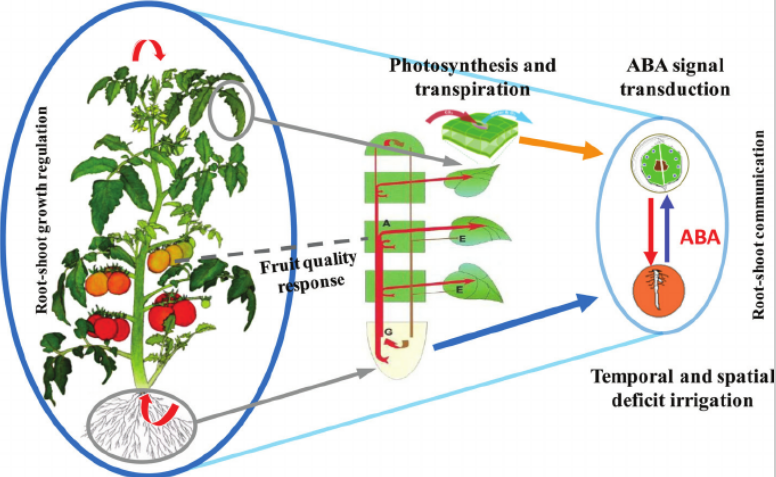 Root-shoot growth regulation
Photosynthesis and
transpiration
ABA signal
transduction
A
E
Fruit quality
response
E
G
ABA
Root-shoot communication
Temporal and spatial
deficit irrigation